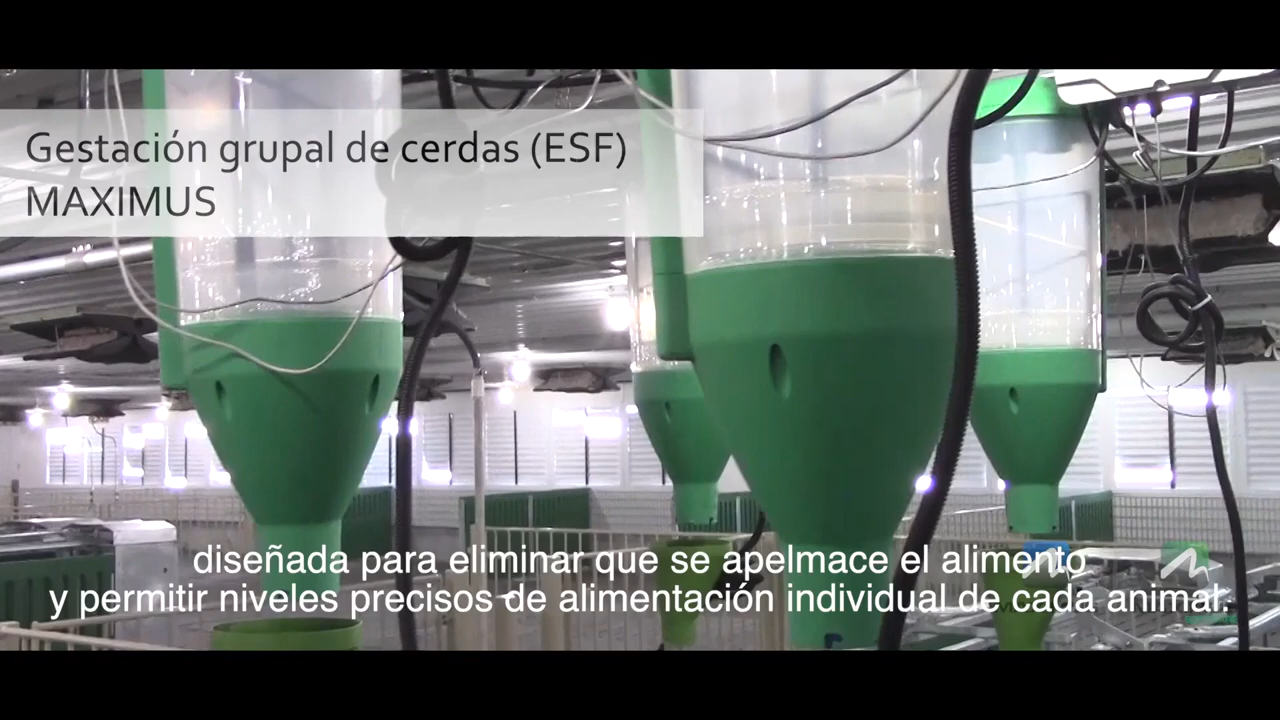 Gestación grupal de cerdas (ESF)
MAXIMUS
diseñada para eliminar que se apelmace el alimento
y permitir niveles precisos de alimentación individual de cada animal.